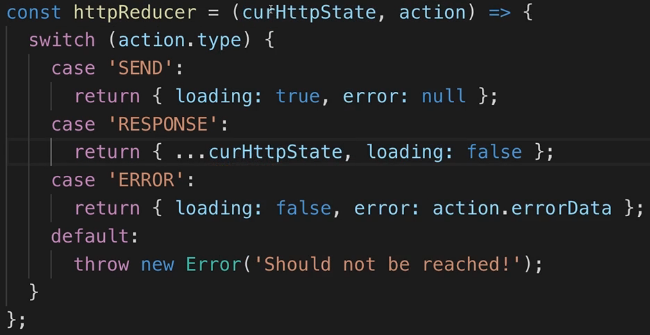 const httpReducer = (curHttpState, action) => {
  switch (action.type) {
    case 'SEND':
      return { loading: true, error: null };
    case 'RESPONSE':
      return { ...curHttpState, loading: false };
    case 'ERROR':
      return { loading: false, error: action.errorData };
    default:
      throw new Error('Should not be reached!');
  }
};